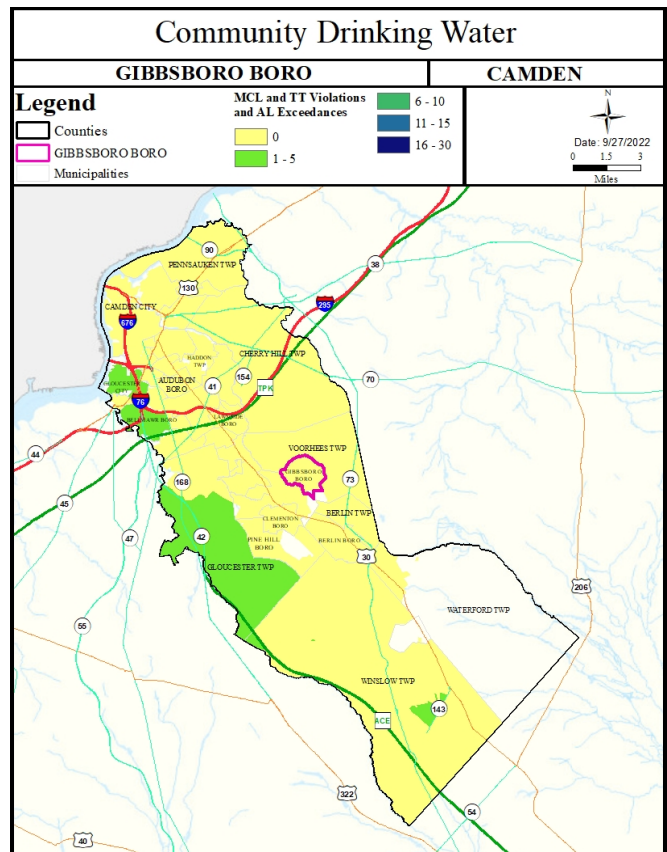 Community Drinking Water
GIBBSBORO BORO
CAMDEN
Legend
Counties
GIBBSBORO BORO
Municipalities
MCL and TT Violations
and AL Exceedances
0
1 - 5
6 - 10
11 - 15
16 - 30
N
Date: 9/27/2022
0 1.5 3
Miles
90
PENNSAUKEN TWP
38
130
CAMDEN CITY
295
676
CHERRY HILL TWP
HADDON
TWP
154
70
AUDUBON
BORO
41
TPK
GLOUCESTER
CITY
76
BELLMAWR BORO
LAWNSIDE
BORO
44
VOORHEES TWP
GIBBSBORO
BORO
73
168
45
BERLIN TWP
CLEMENTON
BORO
47
42
PINE HILL
BORO
BERLIN BORO
30
GLOUCESTER TWP
206
WATERFORD TWP
55
WINSLOW TWP
143
ACE
322
54
40